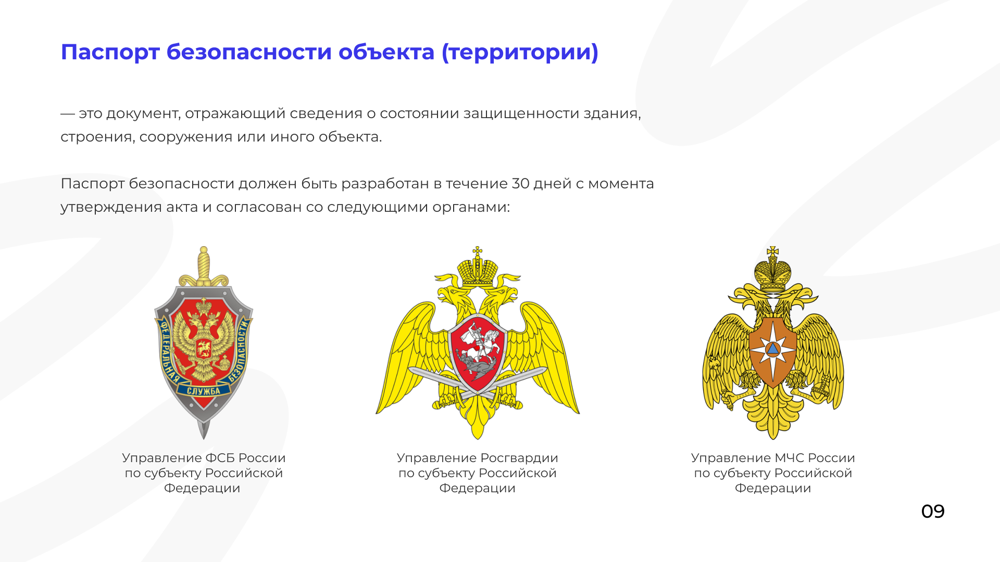 Паспорт безопасности объекта (территории)
— это документ, отражающий сведения о состоянии защищенности здания,
строения, сооружения или иного объекта.
Паспорт безопасности должен быть разработан в течение 30 дней с момента
утверждения акта и согласован со следующими органами:
ФЕДЕРАЛЬНАЯ
СЛУЖБА
БЕЗОПАСНОСТИ
Управление ФСБ России
по субъекту Российской
Федерации
Управление Росгвардии
по субъекту Российской
Федерации
Управление МЧС России
по субъекту Российской
Федерации
09